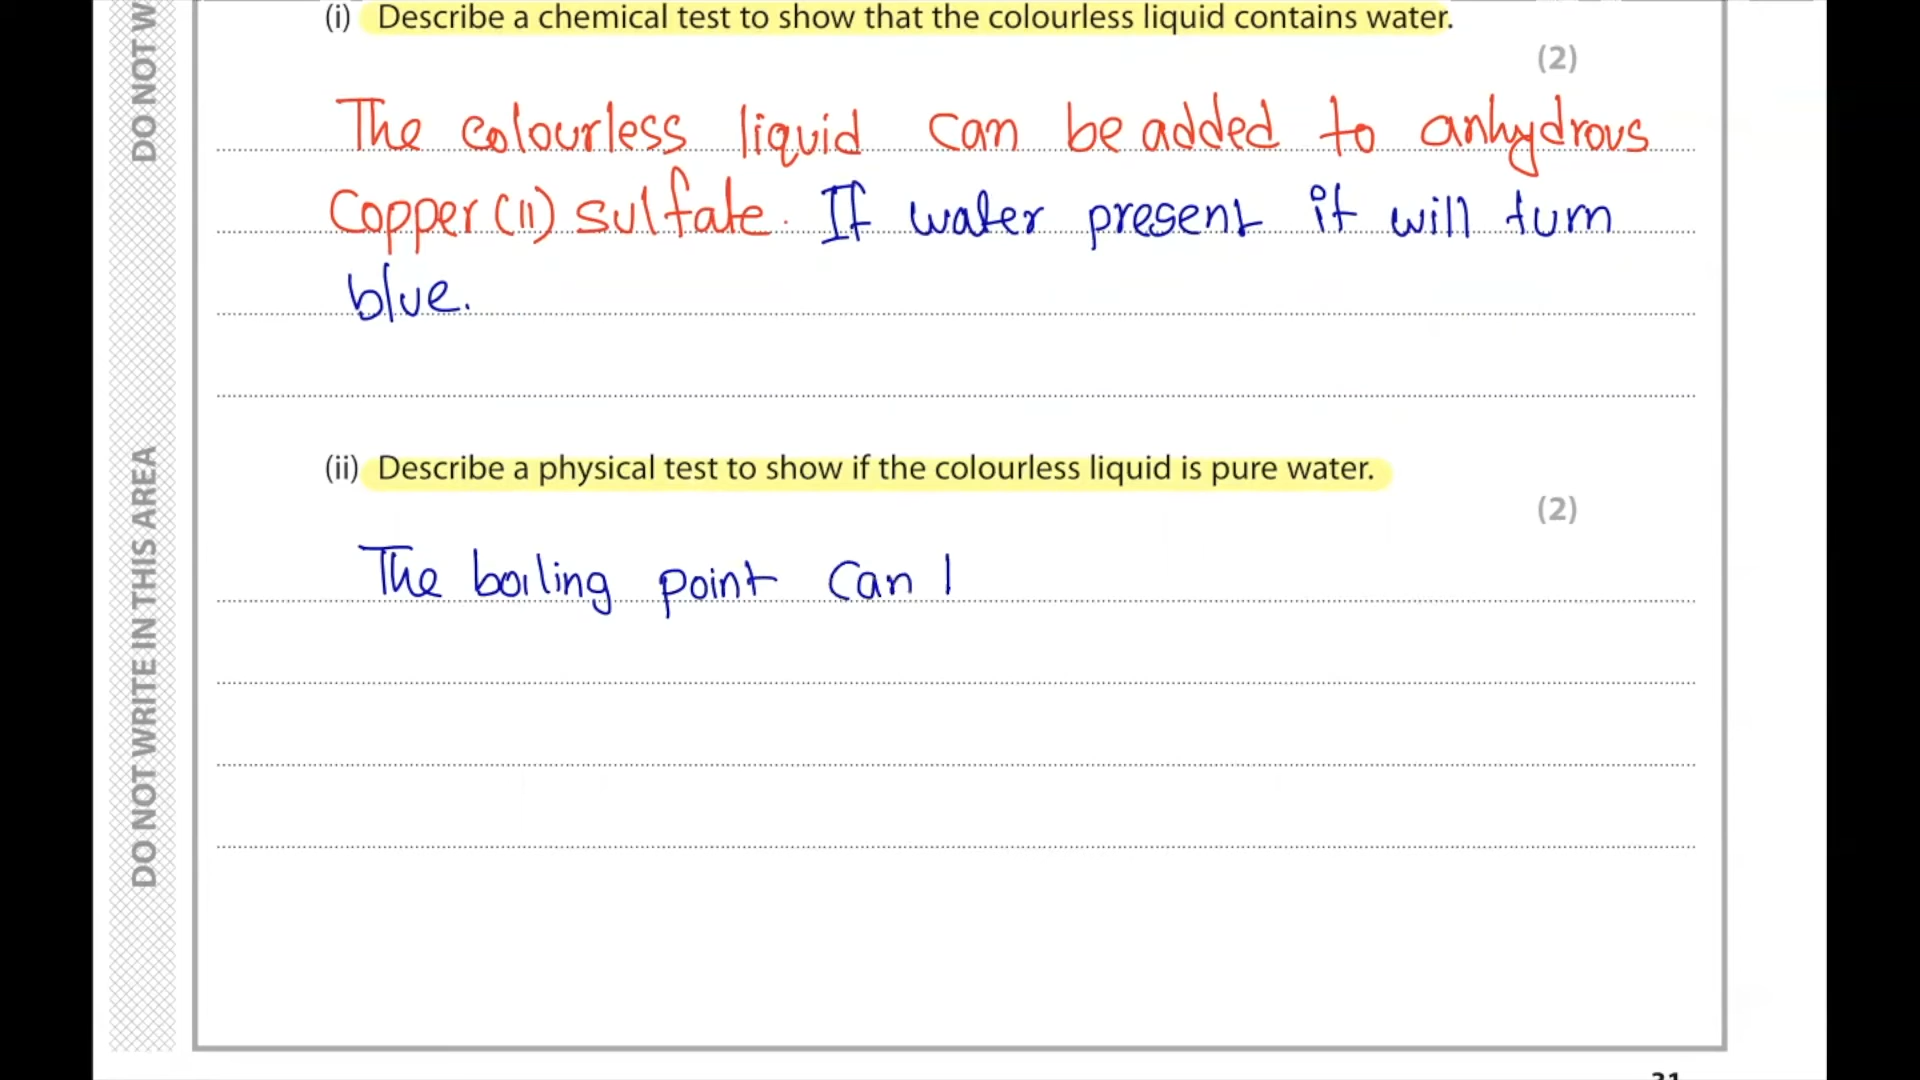 (i) Describe a chemical test to show that the colourless liquid contains water.
(2)
The colourless liquid can be added to anhydrous
Copper (II) sulfate. If water present it will turn
blue.
(ii) Describe a physical test to show if the colourless liquid is pure water.
(2)
The boiling point can
DO NOT W
DO NOT WRITE IN THIS AREA